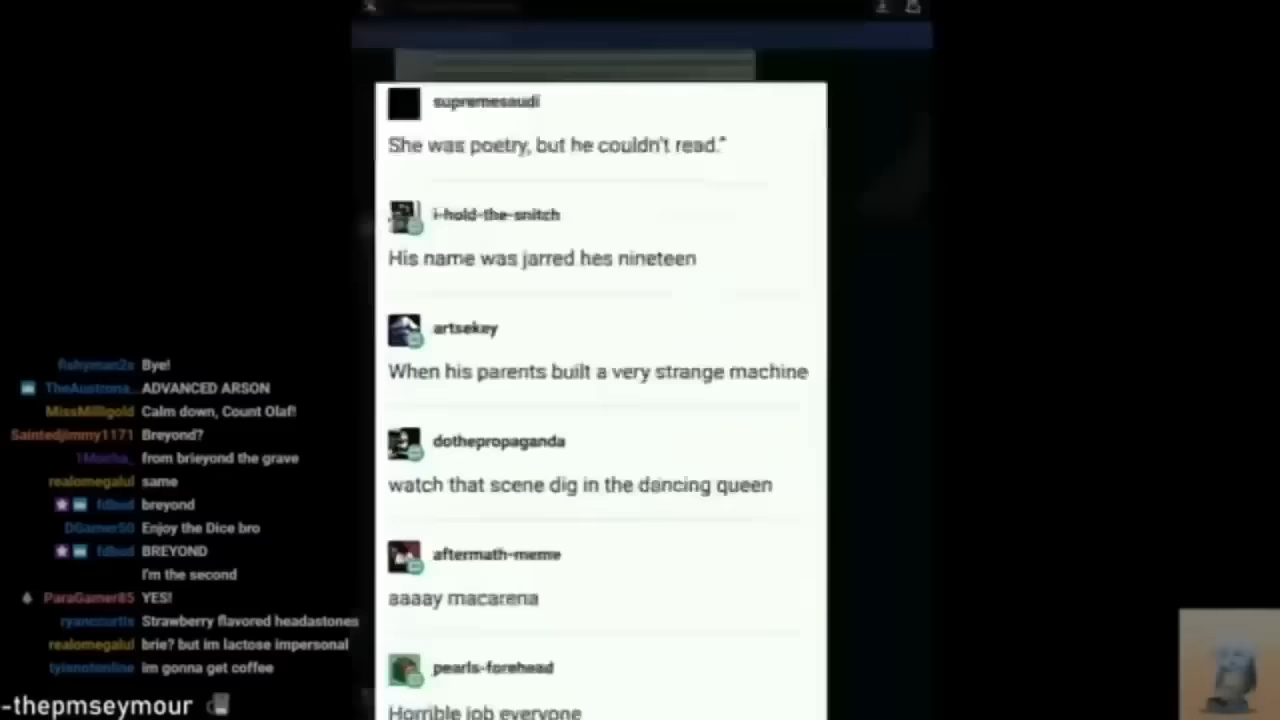 supremesaudi
She was poetry, but he couldn't read."
i-hold-the-snitch
His name was jarred hes nineteen
artsekey
When his parents built a very strange machine
dothepropaganda
watch that scene dig in the dancing queen
aftermath-meme
aaaay macarena
pearls-forehead
Horrible job everyone
fishyman2s Bye!
TheAustrona... ADVANCED ARSON
MissMilligold Calm down, Count Olaf!
Saintedjimmy1171 Breyond?
1Mocha_ from brieyond the grave
realomegalul same
fdbud breyond
DGamer50 Enjoy the Dice bro
fdbud BREYOND
I'm the second
ParaGamer85 YES!
ryancourtis Strawberry flavored headastones
realomegalul brie? but im lactose impersonal
im gonna get coffee
-thepmseymour